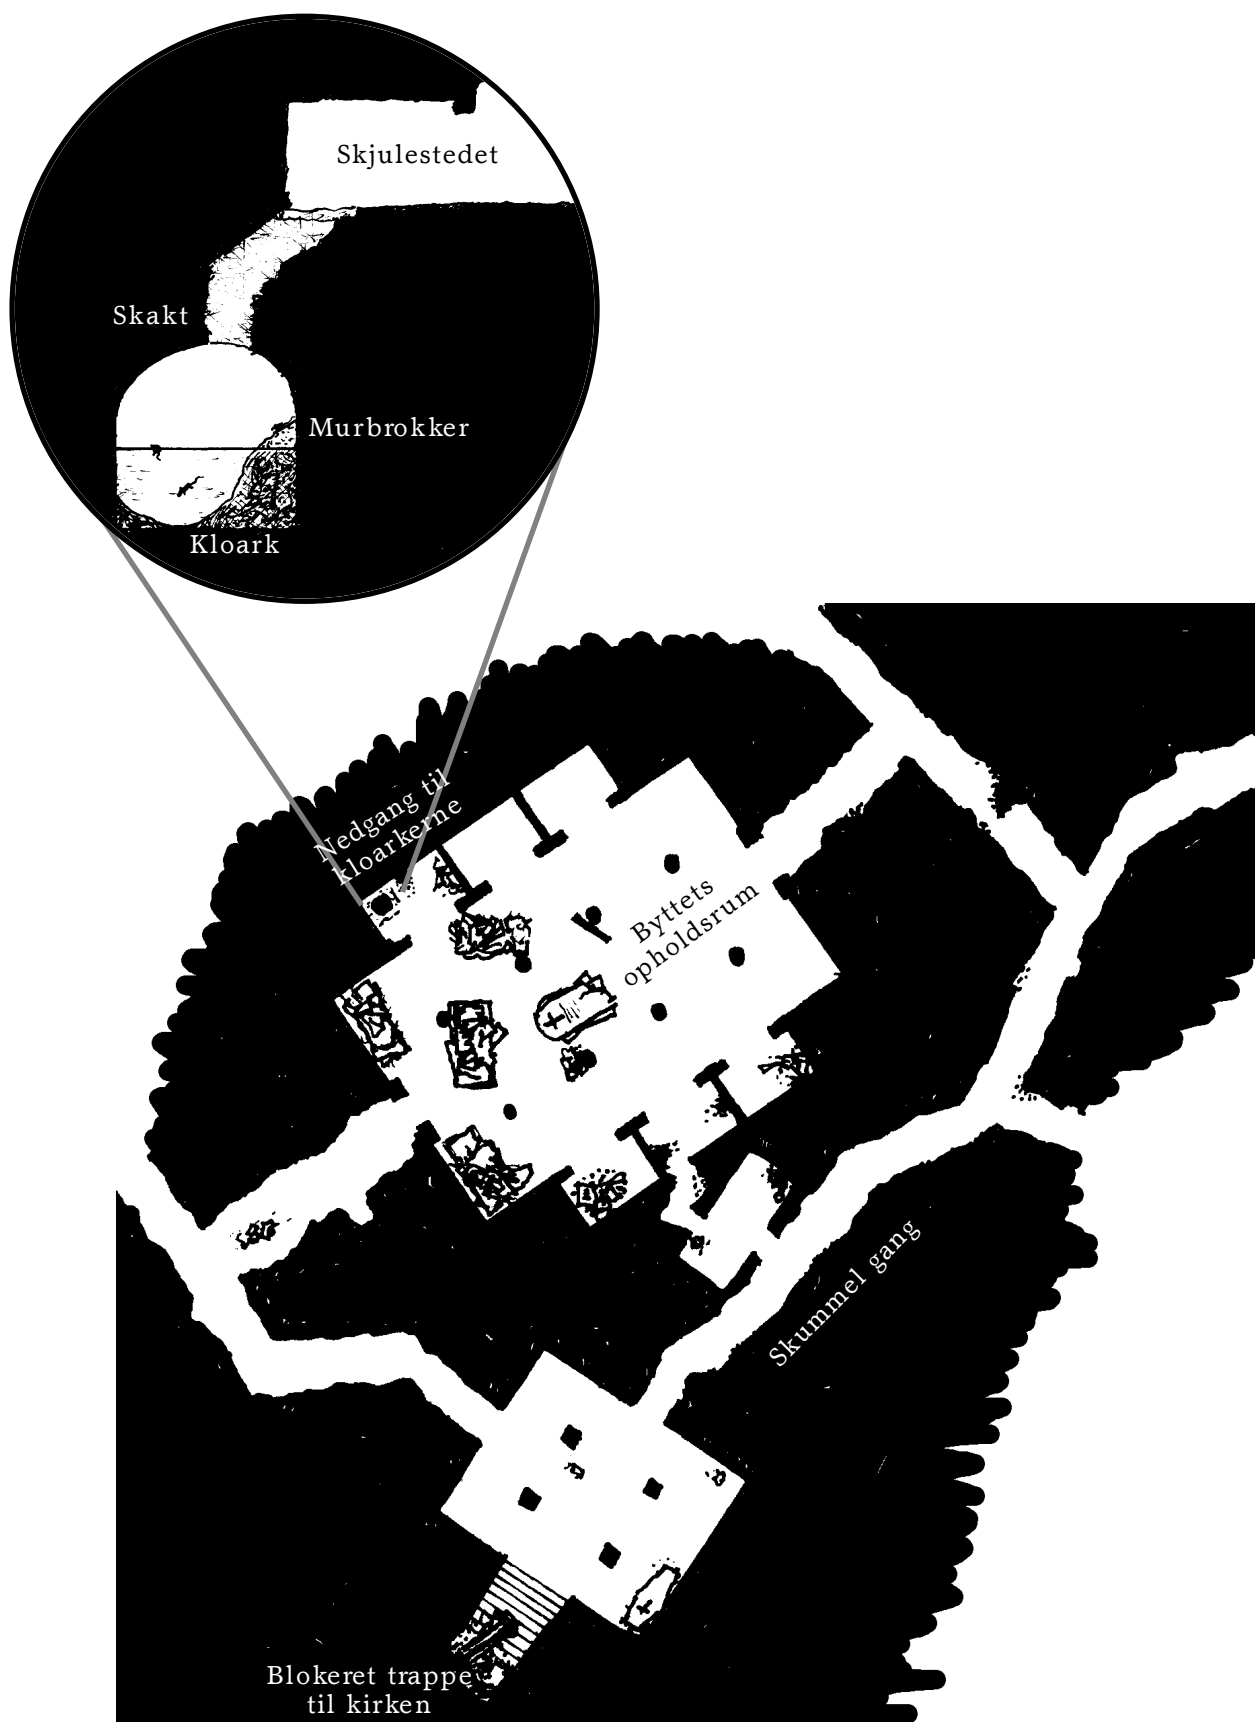 Skjulestedet
Skakt
Murbrokker
Kloark
Nedgang til
kloarkerne
Byttets
opholdsrum
Skummel gang
Blokeret trappe
til kirken